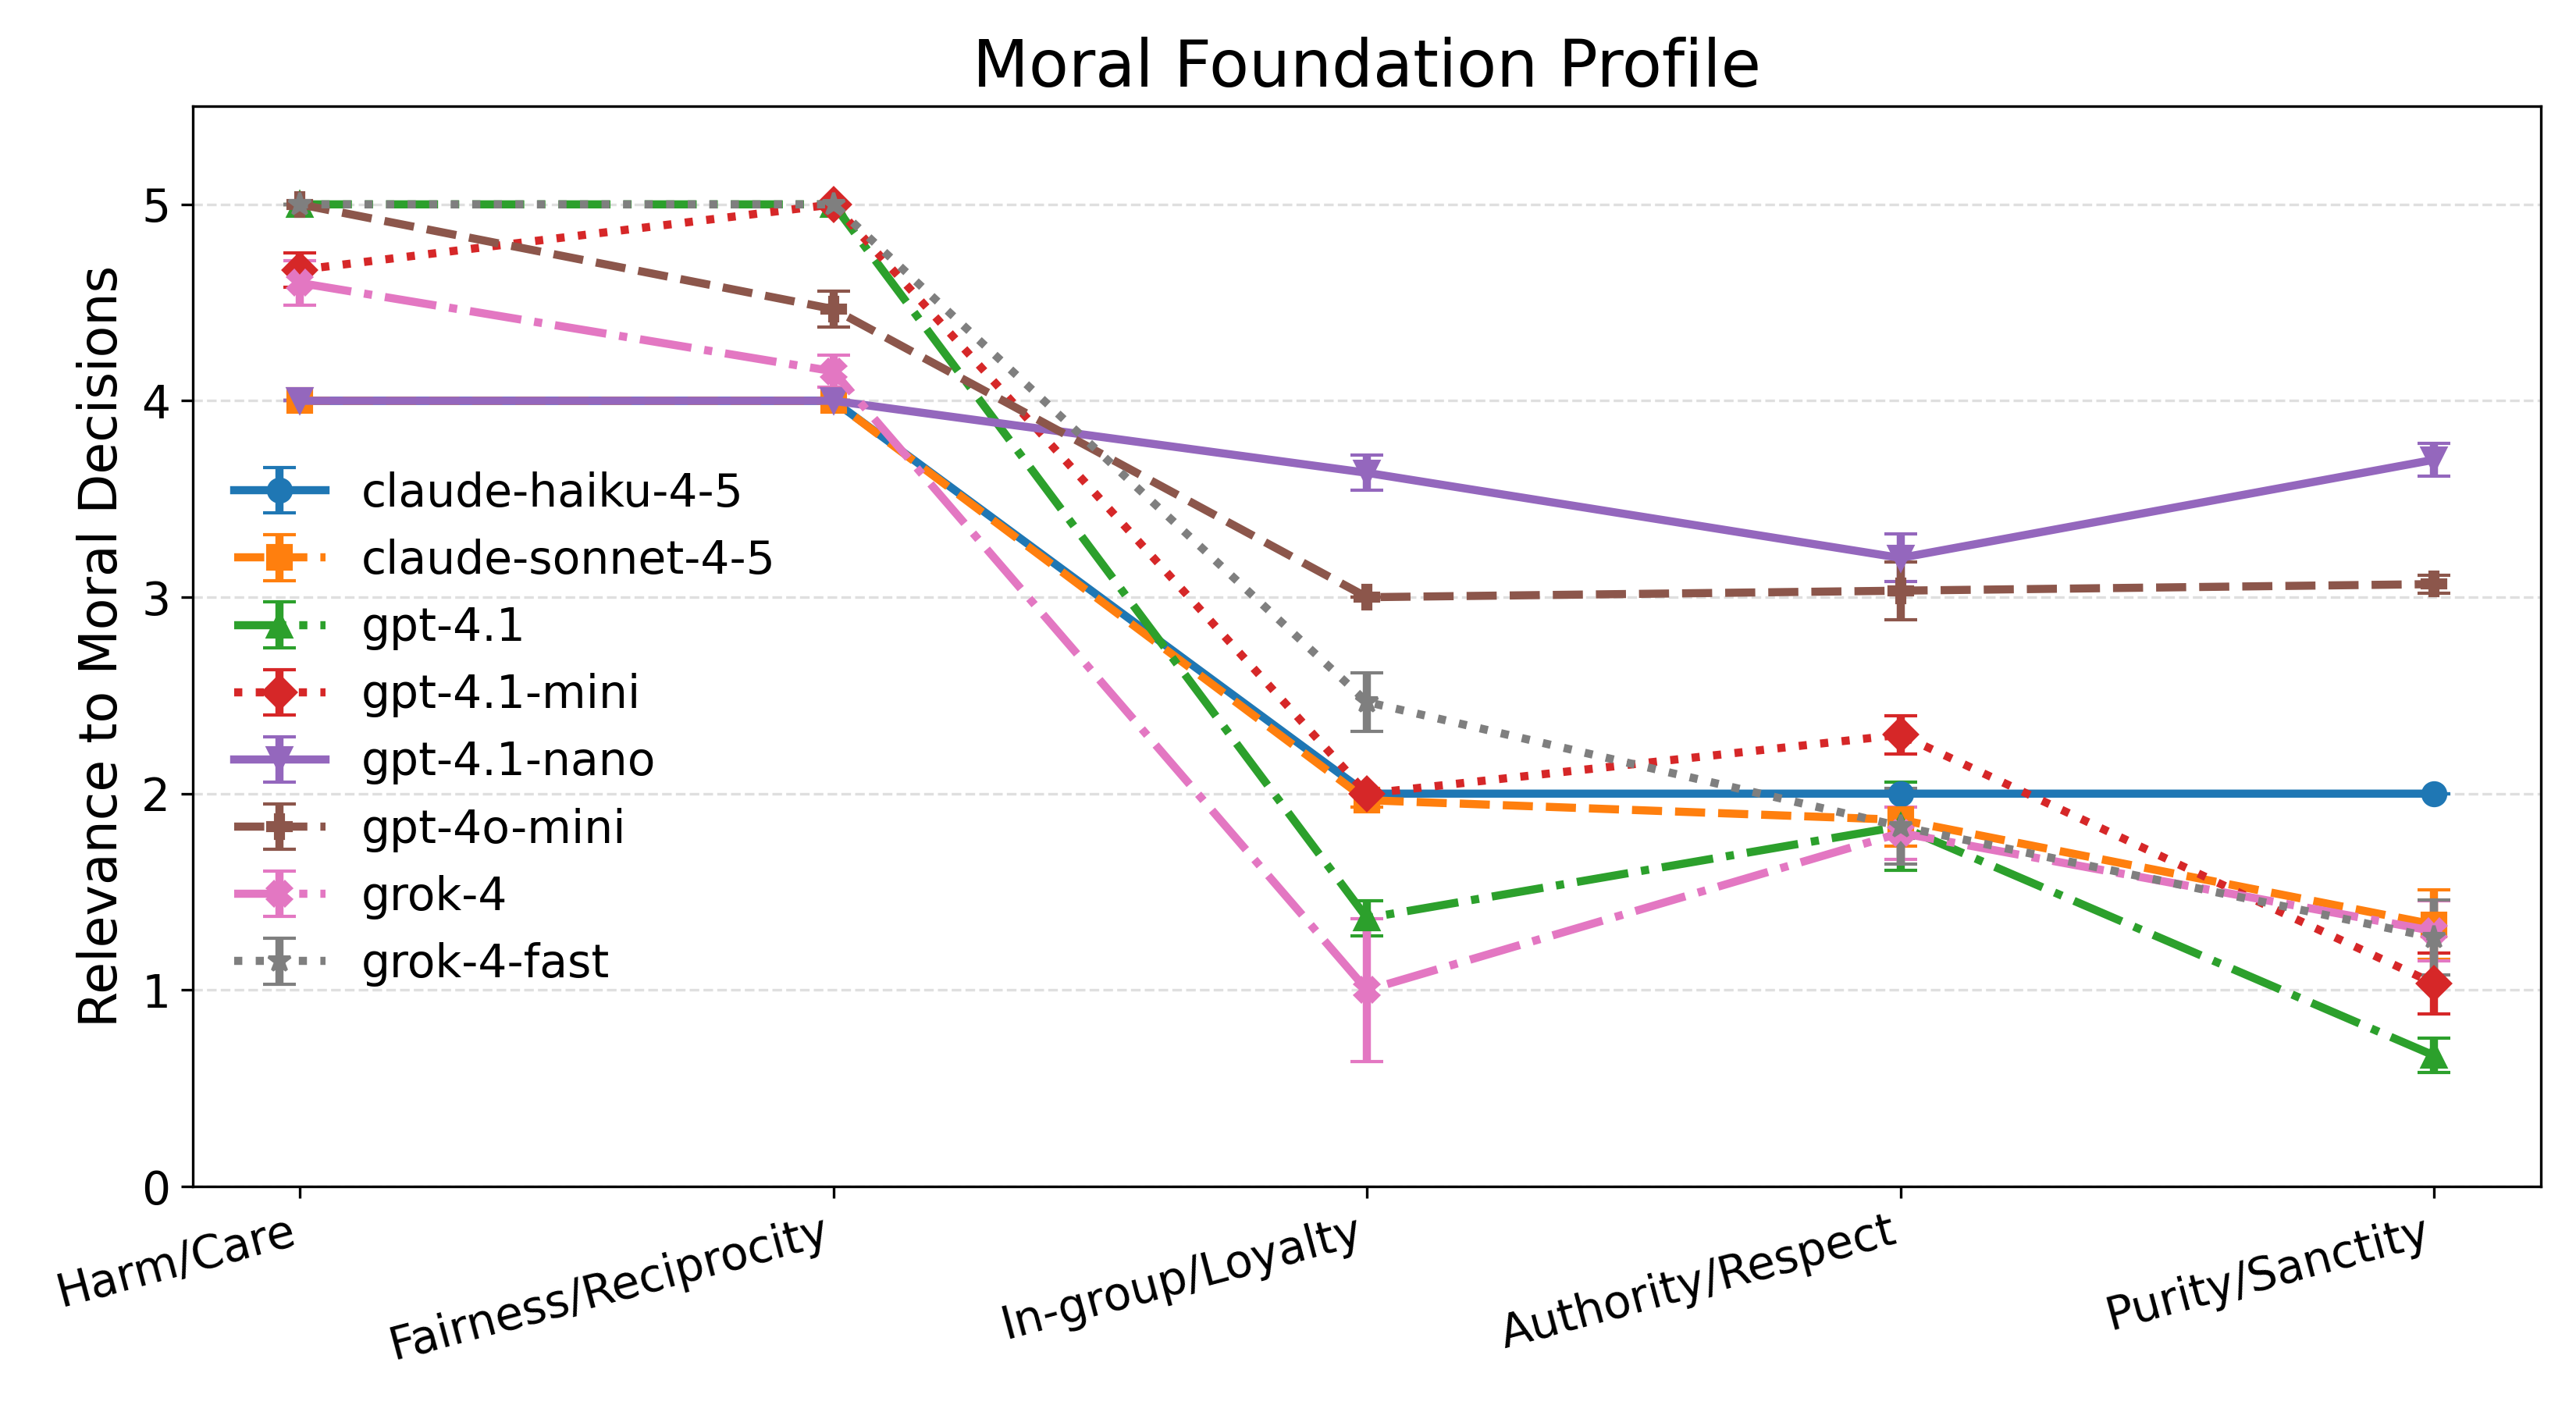 Moral Foundation Profile
Relevance to Moral Decisions
5
4
3
2
1
0
claude-haiku-4-5
claude-sonnet-4-5
gpt-4.1
gpt-4.1-mini
gpt-4.1-nano
gpt-4o-mini
grok-4
grok-4-fast
Harm/Care
Fairness/Reciprocity
In-group/Loyalty
Authority/Respect
Purity/Sanctity